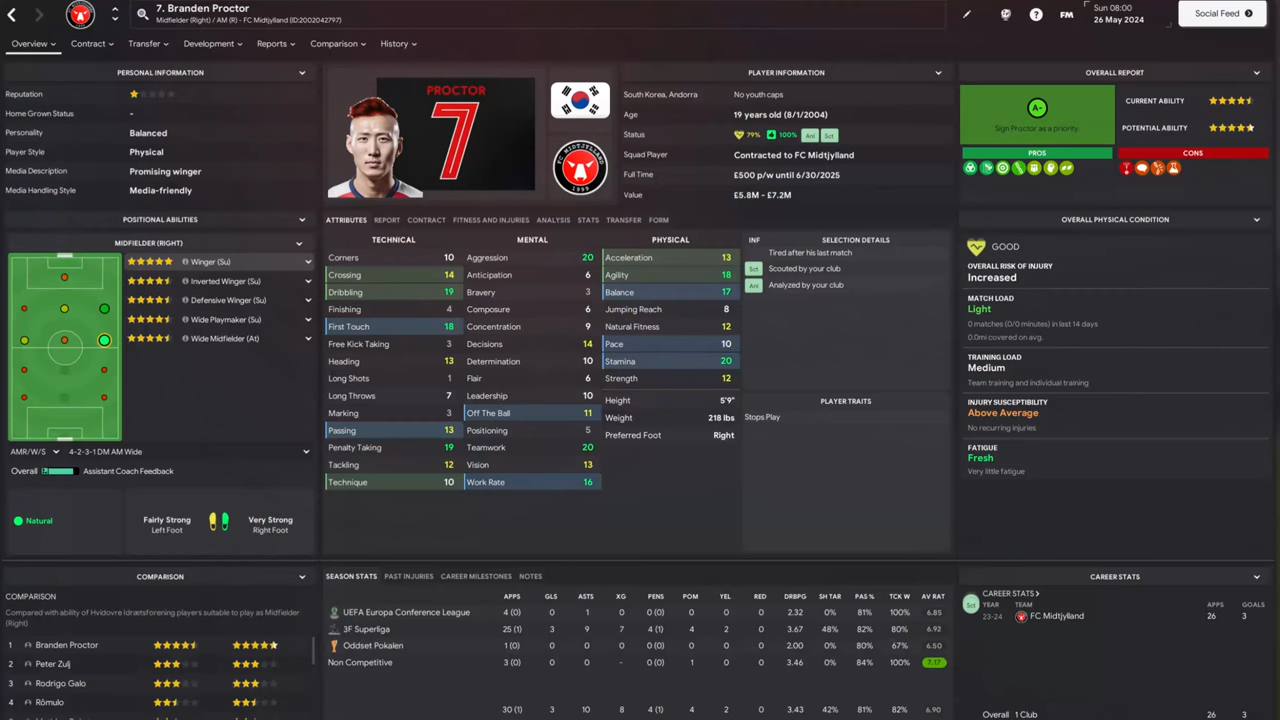 7. Branden Proctor
Midfielder (Right) / AM (R) - FC Midtjylland (ID:2002042797)
FM
Sun 08:00
26 May 2024
Social Feed
Overview
Contract
Transfer
Development
Reports
Comparison
History
PERSONAL INFORMATION
Reputation
Home Grown Status -
Personality Balanced
Player Style Physical
Media Description Promising winger
Media Handling Style Media-friendly
PROCTOR
7
FC MIDTJYLLAND
1999
PLAYER INFORMATION
South Korea, Andorra No youth caps
Age 19 years old (8/1/2004)
Status 79% 100% Ani Sct
Squad Player Contracted to FC Midtjylland
Full Time £500 p/w until 6/30/2025
Value £5.8M - £7.2M
OVERALL REPORT
A-
Sign Proctor as a priority
CURRENT ABILITY
POTENTIAL ABILITY
PROS CONS
POSITIONAL ABILITIES
MIDFIELDER (RIGHT)
Winger (Su)
Inverted Winger (Su)
Defensive Winger (Su)
Wide Playmaker (Su)
Wide Midfielder (At)
AMR/W/S 4-2-3-1 DM AM Wide
Overall Assistant Coach Feedback
Natural
Fairly Strong
Left Foot
Very Strong
Right Foot
ATTRIBUTES REPORT CONTRACT FITNESS AND INJURIES ANALYSIS STATS TRANSFER FORM
TECHNICAL
Corners 10
Crossing 14
Dribbling 19
Finishing 4
First Touch 18
Free Kick Taking 3
Heading 13
Long Shots 1
Long Throws 7
Marking 3
Passing 13
Penalty Taking 19
Tackling 12
Technique 10
MENTAL
Aggression 20
Anticipation 6
Bravery 3
Composure 6
Concentration 9
Decisions 14
Determination 10
Flair 6
Leadership 10
Off The Ball 11
Positioning 5
Teamwork 20
Vision 13
Work Rate 16
PHYSICAL
Acceleration 13
Agility 18
Balance 17
Jumping Reach 8
Natural Fitness 12
Pace 10
Stamina 20
Strength 12
Height 5'9"
Weight 218 lbs
Preferred Foot Right
INF SELECTION DETAILS
Tired after his last match
Sct Scouted by your club
Ani Analyzed by your club
PLAYER TRAITS
Stops Play
OVERALL PHYSICAL CONDITION
GOOD
OVERALL RISK OF INJURY
Increased
MATCH LOAD
Light
0 matches (0/0 minutes) in last 14 days
0.0mi covered on avg.
TRAINING LOAD
Medium
Team training and individual training
INJURY SUSCEPTIBILITY
Above Average
No recurring injuries
FATIGUE
Fresh
Very little fatigue
COMPARISON
COMPARISON
Compared with ability of Hvidovre Idrætsforening players suitable to play as Midfielder
(Right)
1 Branden Proctor
2 Peter Zulj
3 Rodrigo Galo
4 Rômulo
SEASON STATS PAST INJURIES CAREER MILESTONES NOTES
APPS GLS ASTS XG PENS POM YEL RED DRBPG SH TAR PAS % TCK W AV RAT
UEFA Europa Conference League 4 (0) 0 1 0 0 (0) 0 0 0 2.32 0% 81% 100% 6.85
3F Superliga 25 (1) 3 9 7 4 (1) 4 2 0 3.67 48% 82% 80% 6.92
Oddset Pokalen 1 (0) 0 0 0 0 (0) 0 0 0 2.00 0% 80% 67% 6.50
Non Competitive 3 (0) 0 0 - 0 (0) 1 0 0 3.46 0% 84% 100% 7.17
30 (1) 3 10 8 4 (1) 4 2 0 3.43 42% 81% 82% 6.90
CAREER STATS
Sct
CAREER STATS
YEAR TEAM APPS GOALS
23-24 FC Midtjylland 26 3
Overall 1 Club 26 3